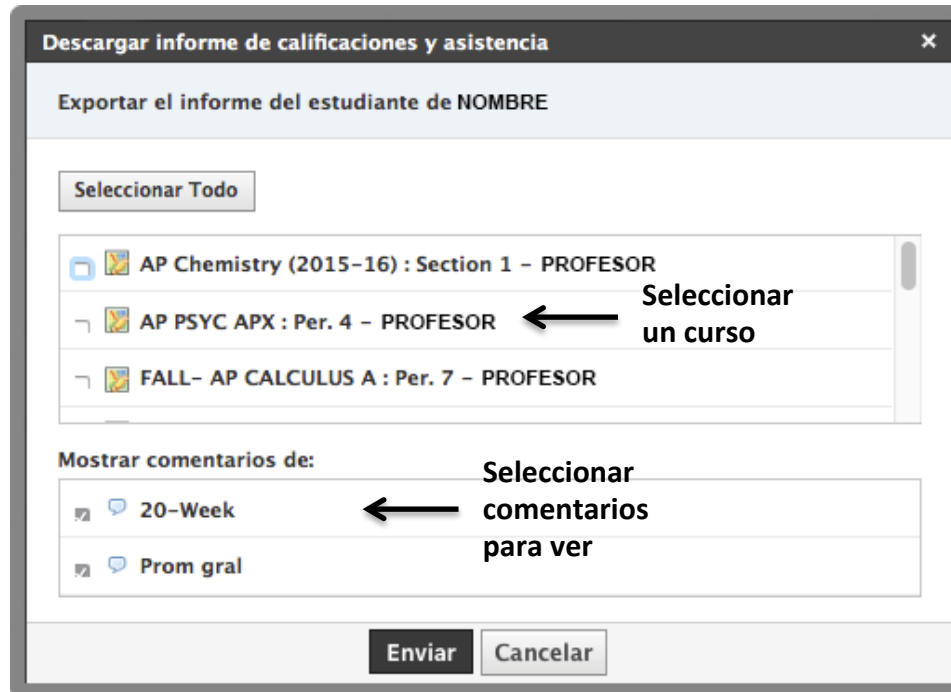 Descargar informe de calificaciones y asistencia ×
Exportar el informe del estudiante de NOMBRE
Seleccionar Todo
AP Chemistry (2015-16) : Section 1 - PROFESOR
AP PSYC APX : Per. 4 - PROFESOR
Seleccionar
un curso
FALL- AP CALCULUS A : Per. 7 - PROFESOR
Mostrar comentarios de:
20-Week
Seleccionar
comentarios
para ver
Prom gral
Enviar
Cancelar